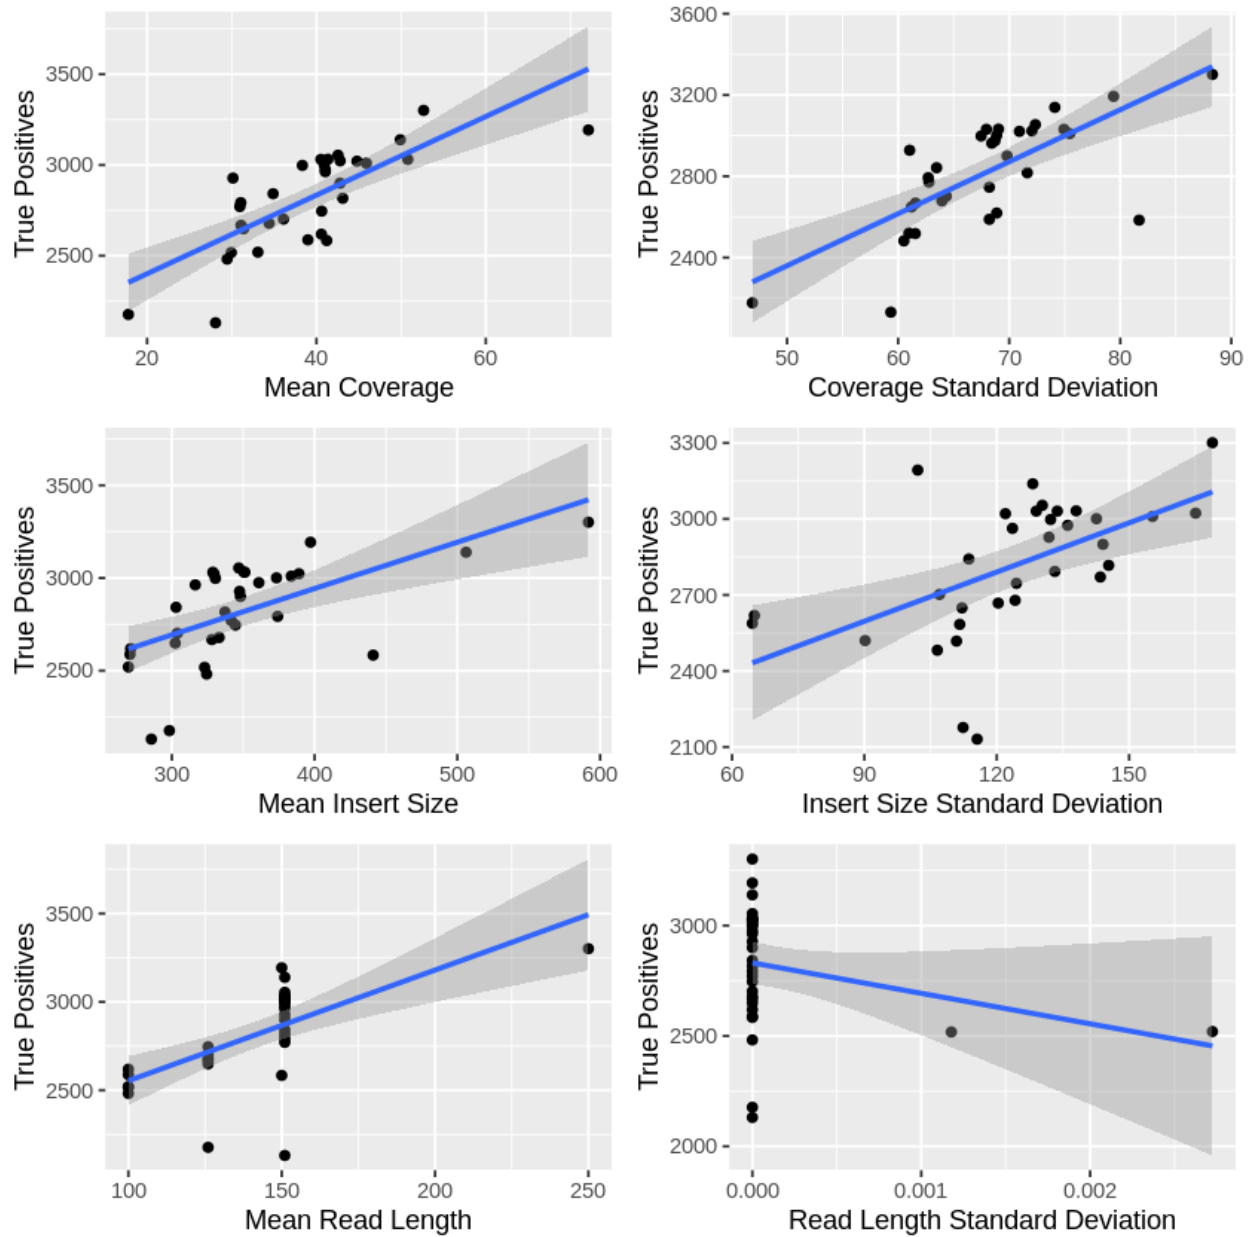 True Positives
3500
3000
2500
20 40 60
Mean Coverage
True Positives
3600
3200
2800
2400
50 60 70 80 90
Coverage Standard Deviation
True Positives
3500
3000
2500
300 400 500 600
Mean Insert Size
True Positives
3300
3000
2700
2400
2100
60 90 120 150
Insert Size Standard Deviation
True Positives
3500
3000
2500
100 150 200 250
Mean Read Length
True Positives
3000
2500
2000
0.000 0.001 0.002
Read Length Standard Deviation